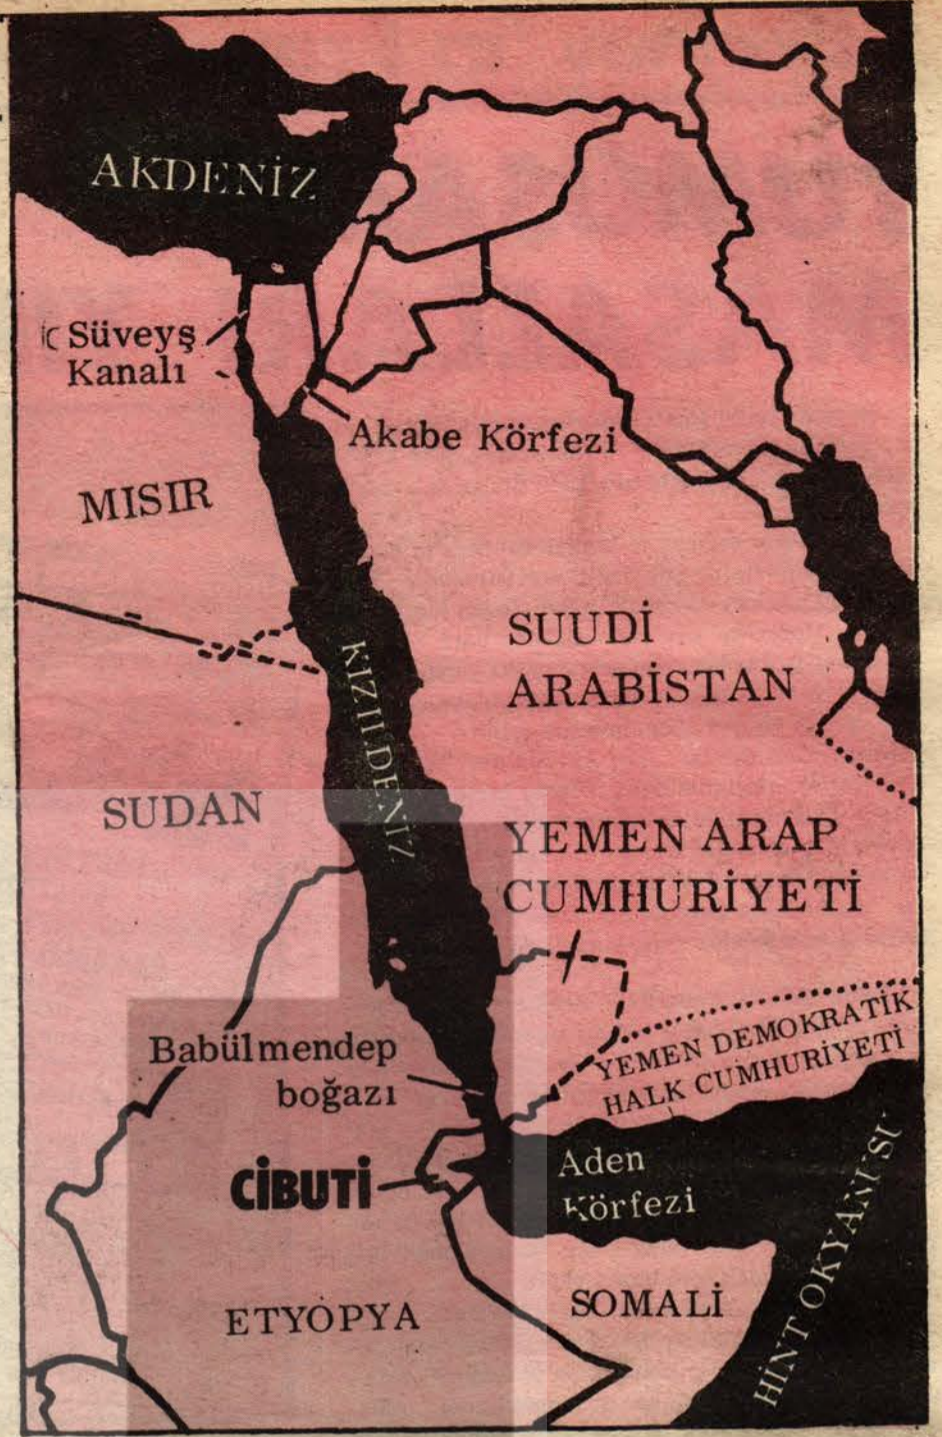 AKDENİZ
Süveyş
Kanalı
Akabe Körfezi
MISIR
SUUDİ
ARABİSTAN
KIZILDENİZ
SUDAN
YEMEN ARAP
CUMHURİYETİ
YEMEN DEMOKRATİK
HALK CUMHURİYETİ
Babülmendep
boğazı
CİBUTİ
Aden
Körfezi
HİNT OKYANUSU
ETYOPYA
SOMALİ